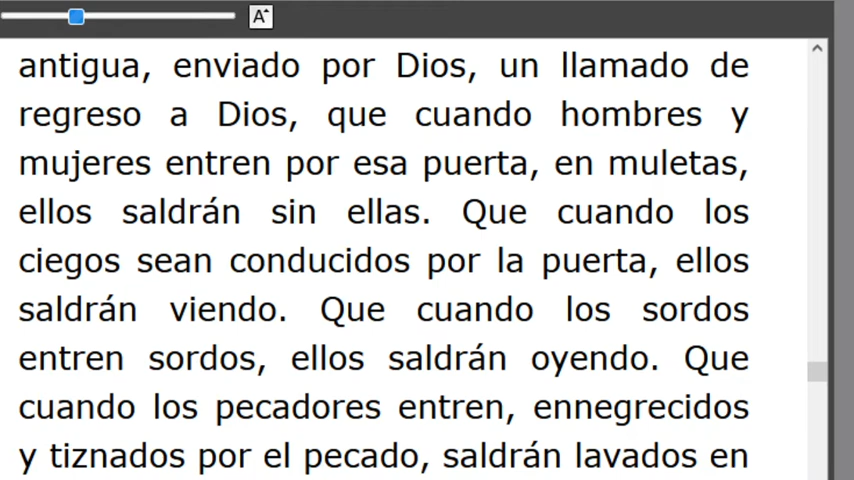 A
antigua, enviado por Dios, un llamado de
regreso a Dios, que cuando hombres y
mujeres entren por esa puerta, en muletas,
ellos saldrán sin ellas. Que cuando los
ciegos sean conducidos por la puerta, ellos
saldrán viendo. Que cuando los sordos
entren sordos, ellos saldrán oyendo. Que
cuando los pecadores entren, ennegrecidos
y tiznados por el pecado, saldrán lavados en